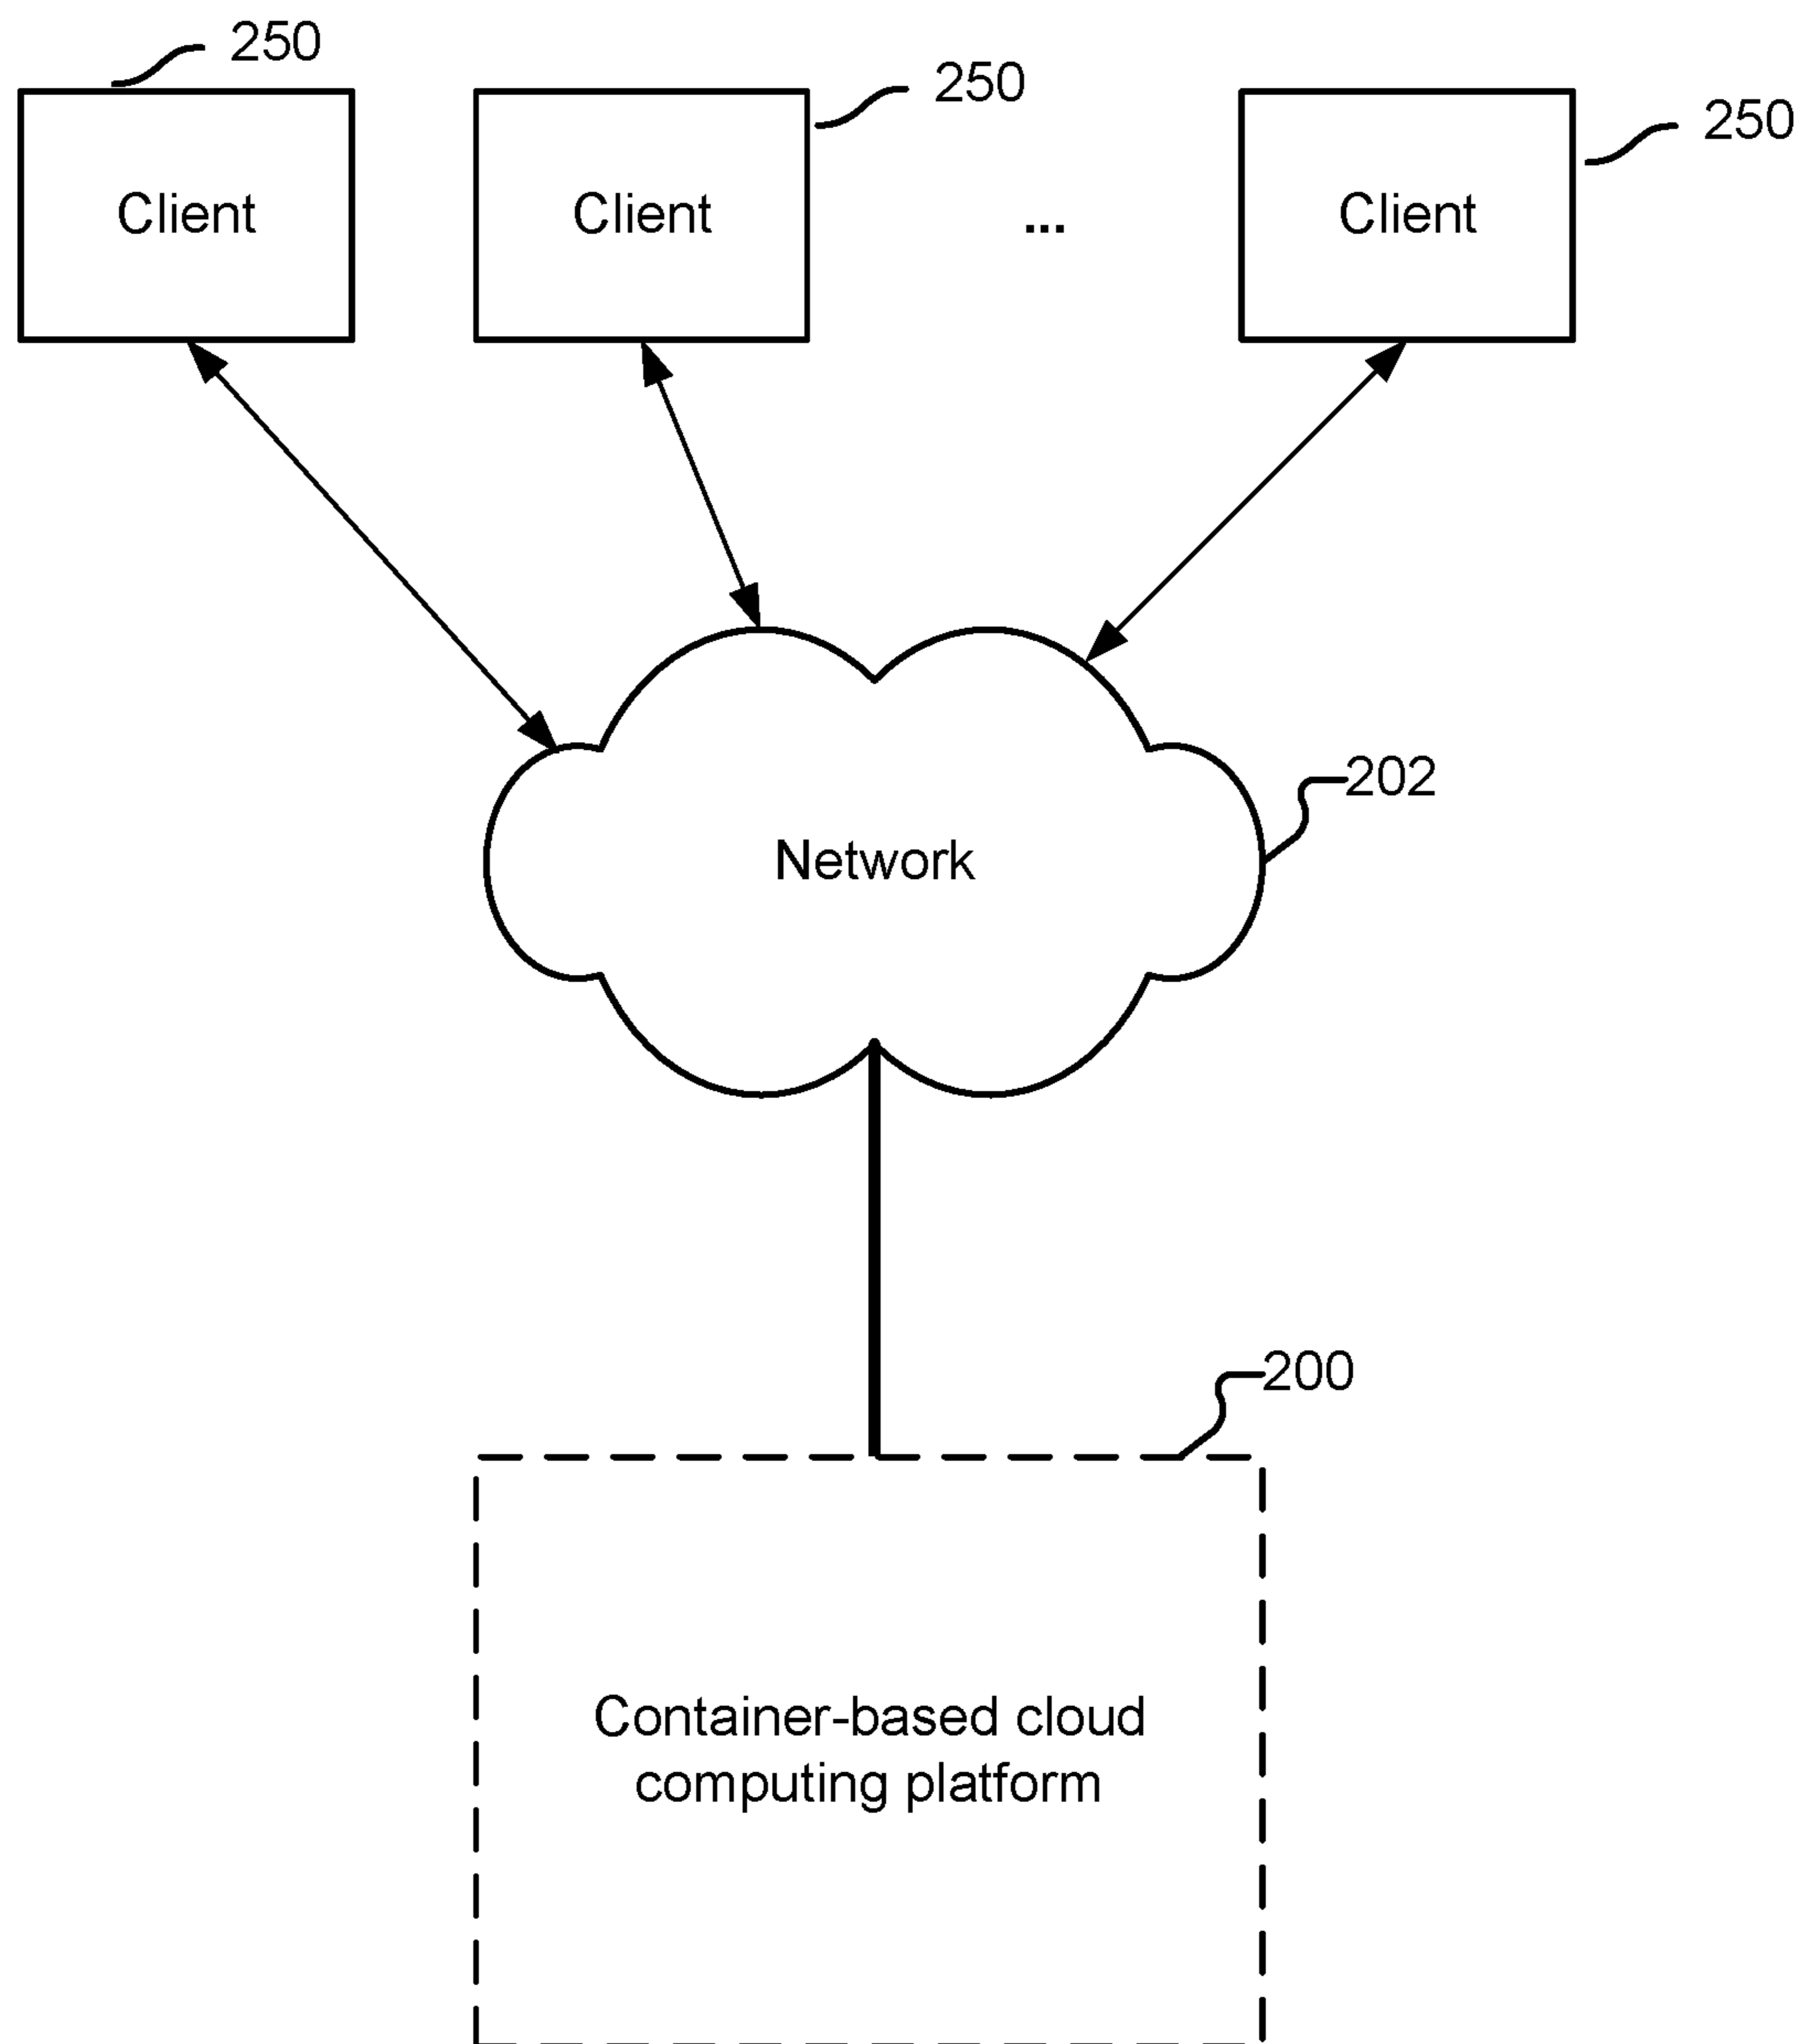 250
250
250
Client
Client
...
Client
202
Network
200
Container-based cloud
computing platform